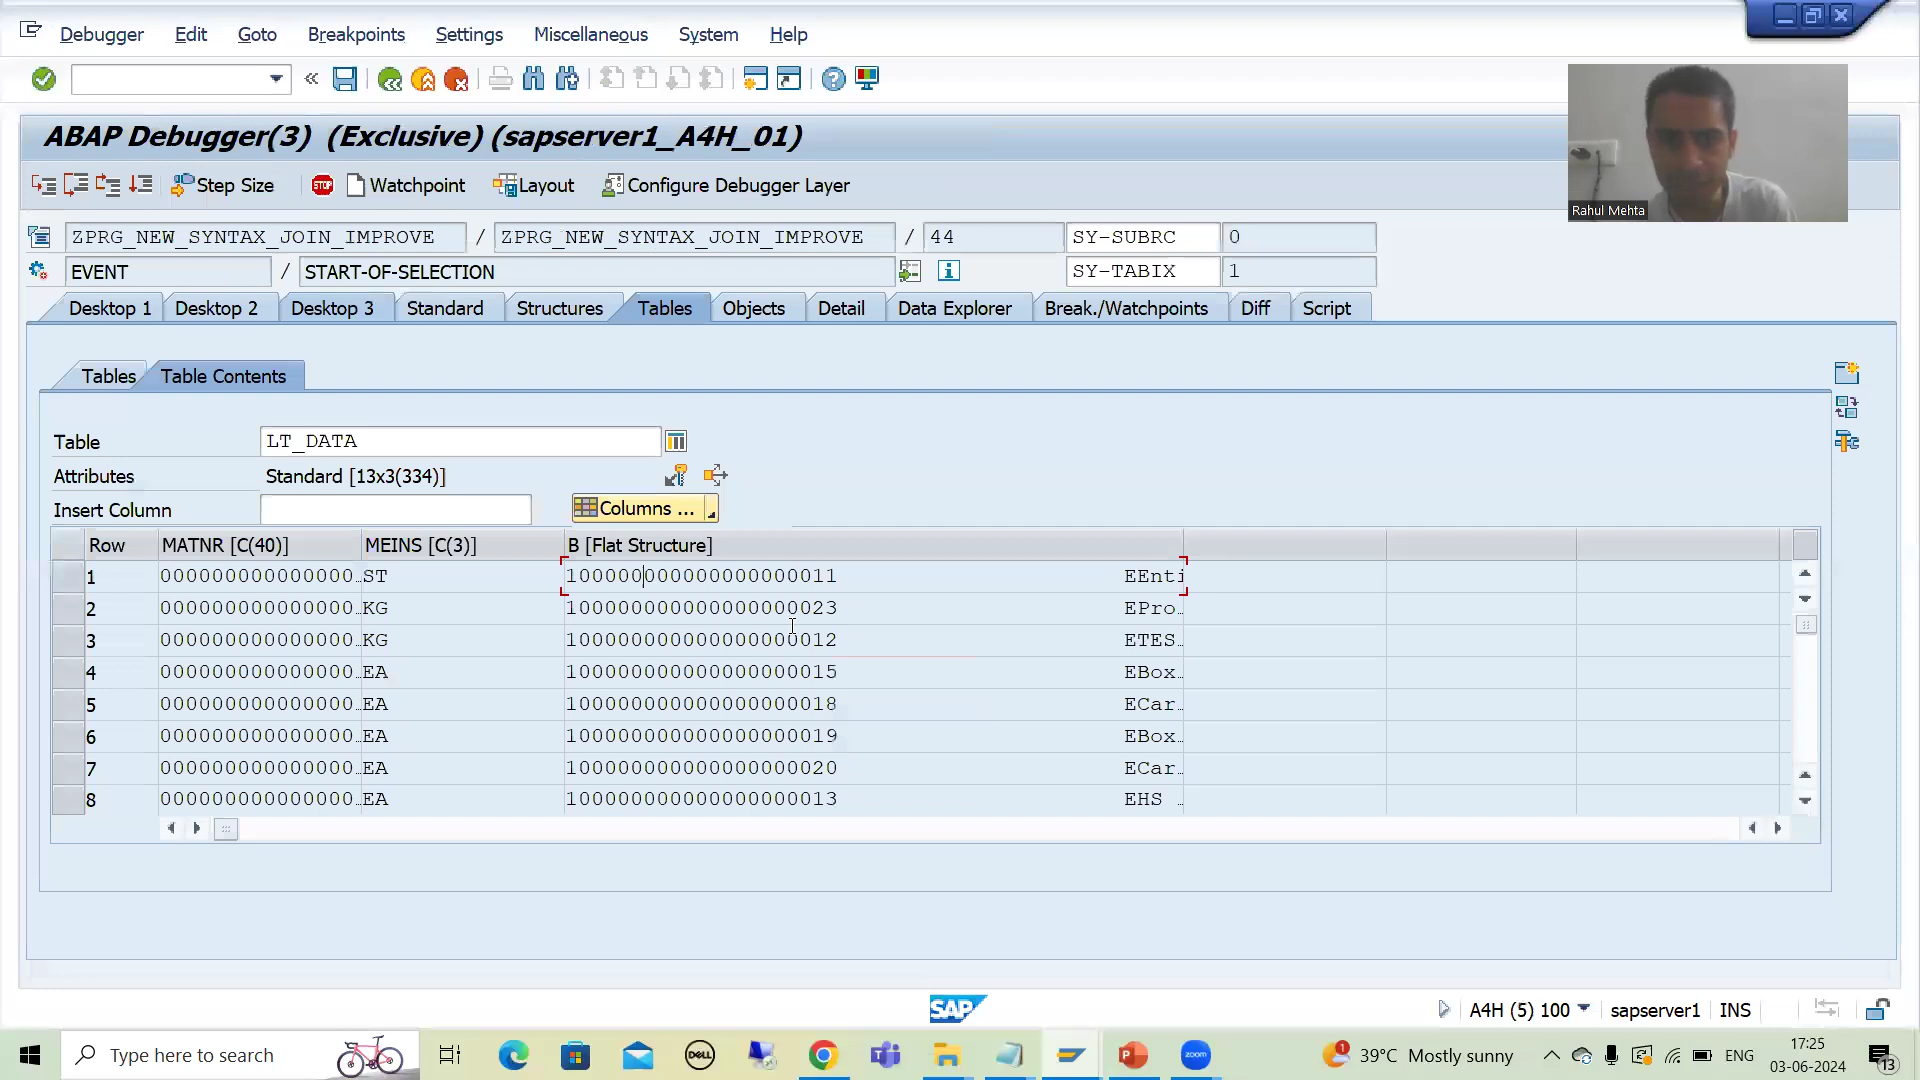 Debugger Edit Goto Breakpoints Settings Miscellaneous System Help
ABAP Debugger(3) (Exclusive) (sapserver1_A4H_01)
Step Size STOP Watchpoint Layout Configure Debugger Layer
Rahul Mehta
ZPRG_NEW_SYNTAX_JOIN_IMPROVE / ZPRG_NEW_SYNTAX_JOIN_IMPROVE / 44 SY-SUBRC 0
EVENT / START-OF-SELECTION SY-TABIX 1
Desktop 1 Desktop 2 Desktop 3 Standard Structures Tables Objects Detail Data Explorer Break./Watchpoints Diff Script
Tables Table Contents
Table LT_DATA
Attributes Standard [13x3(334)]
Insert Column Columns ...
Row MATNR [C(40)] MEINS [C(3)] B [Flat Structure]
1 000000000000000… ST 100000000000000000011 EEnti
2 000000000000000… KG 100000000000000000023 EPro…
3 000000000000000… KG 100000000000000000012 ETES…
4 000000000000000… EA 100000000000000000015 EBox…
5 000000000000000… EA 100000000000000000018 ECar…
6 000000000000000… EA 100000000000000000019 EBox…
7 000000000000000… EA 100000000000000000020 ECar…
8 000000000000000… EA 100000000000000000013 EHS …
SAP
A4H (5) 100 sapserver1 INS
Type here to search DELL zoom 1 39°C Mostly sunny ENG 17:25
03-06-2024 13